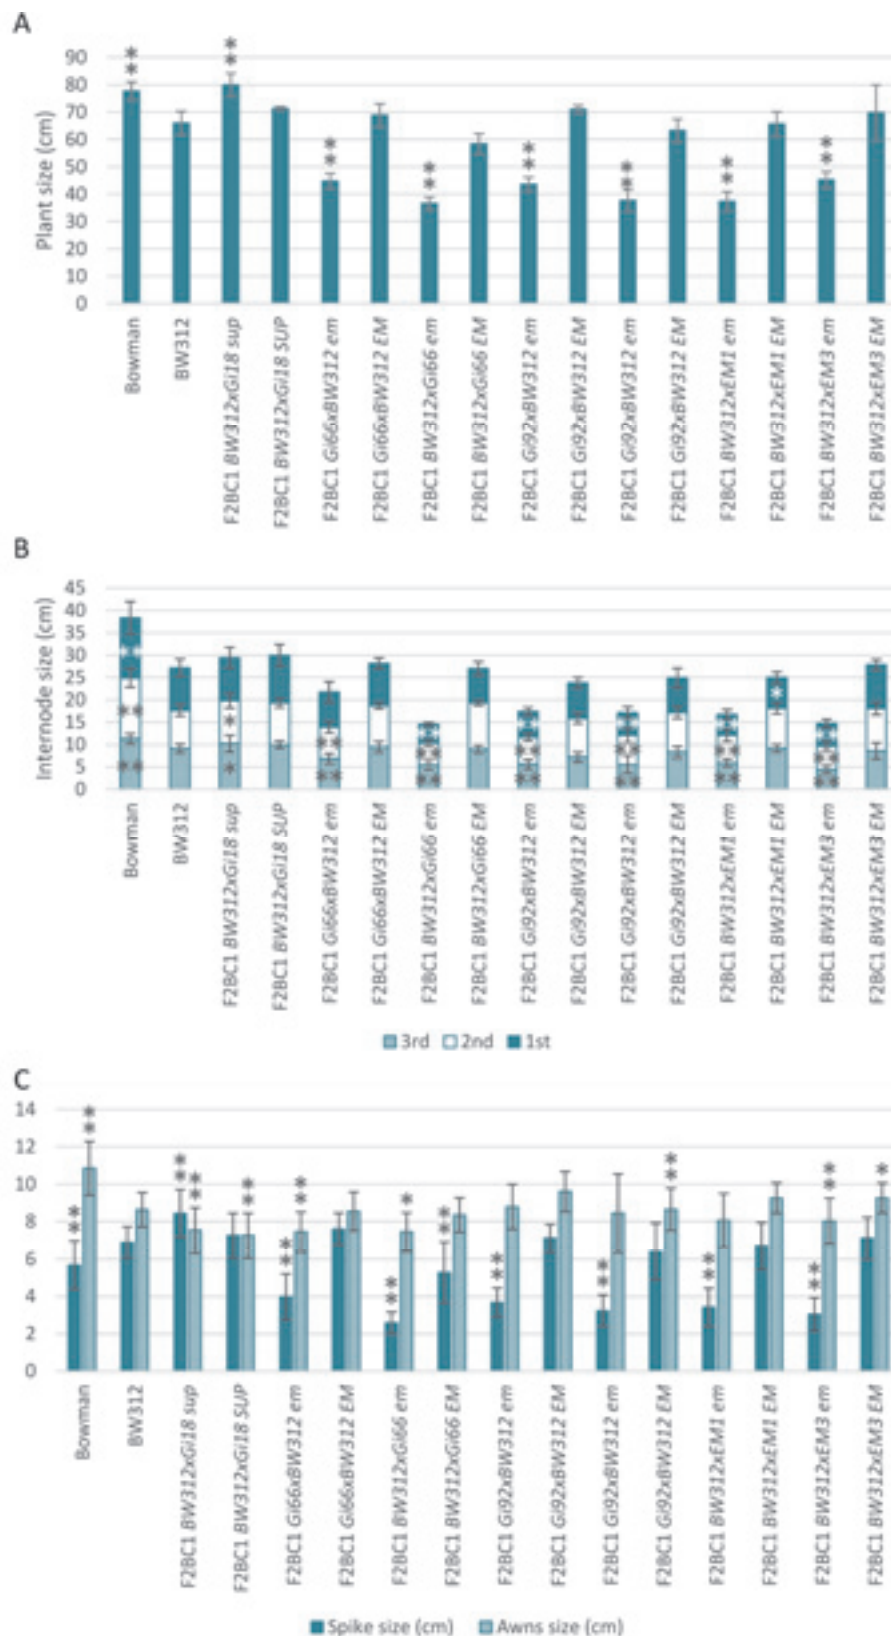 A
Plant size (cm)
90
80
70
60
50
40
30
20
10
0
** ** ** ** ** ** ** **
Bowman
BW312
F2BC1 BW312xGi18 sup
F2BC1 BW312xGi18 SUP
F2BC1 Gi66xBW312 em
F2BC1 Gi66xBW312 EM
F2BC1 BW312xGi66 em
F2BC1 BW312xGi66 EM
F2BC1 Gi92xBW312 em
F2BC1 Gi92xBW312 EM
F2BC1 Gi92xBW312 em
F2BC1 Gi92xBW312 EM
F2BC1 BW312xEM1 em
F2BC1 BW312xEM1 EM
F2BC1 BW312xEM3 em
F2BC1 BW312xEM3 EM
B
Internode size (cm)
45
40
35
30
25
20
15
10
5
0
Bowman
BW312
F2BC1 BW312xGi18 sup
F2BC1 BW312xGi18 SUP
F2BC1 Gi66xBW312 em
F2BC1 Gi66xBW312 EM
F2BC1 BW312xGi66 em
F2BC1 BW312xGi66 EM
F2BC1 Gi92xBW312 em
F2BC1 Gi92xBW312 EM
F2BC1 Gi92xBW312 em
F2BC1 Gi92xBW312 EM
F2BC1 BW312xEM1 em
F2BC1 BW312xEM1 EM
F2BC1 BW312xEM3 em
F2BC1 BW312xEM3 EM
3rd 2nd 1st
C
14
12
10
8
6
4
2
0
Bowman
BW312
F2BC1 BW312xGi18 sup
F2BC1 BW312xGi18 SUP
F2BC1 Gi66xBW312 em
F2BC1 Gi66xBW312 EM
F2BC1 BW312xGi66 em
F2BC1 BW312xGi66 EM
F2BC1 Gi92xBW312 em
F2BC1 Gi92xBW312 EM
F2BC1 Gi92xBW312 em
F2BC1 Gi92xBW312 EM
F2BC1 BW312xEM1 em
F2BC1 BW312xEM1 EM
F2BC1 BW312xEM3 em
F2BC1 BW312xEM3 EM
Spike size (cm) Awns size (cm)